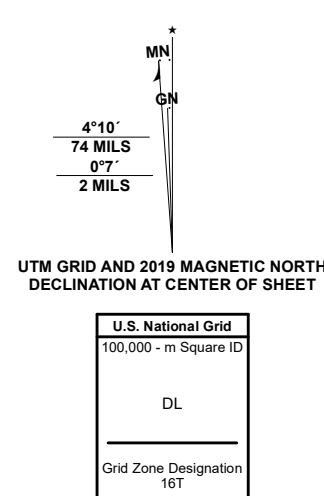 MN
GN
4°10´
74 MILS
0°7´
2 MILS
UTM GRID AND 2019 MAGNETIC NORTH
DECLINATION AT CENTER OF SHEET
U.S. National Grid
100,000 - m Square ID
DL
Grid Zone Designation
16T